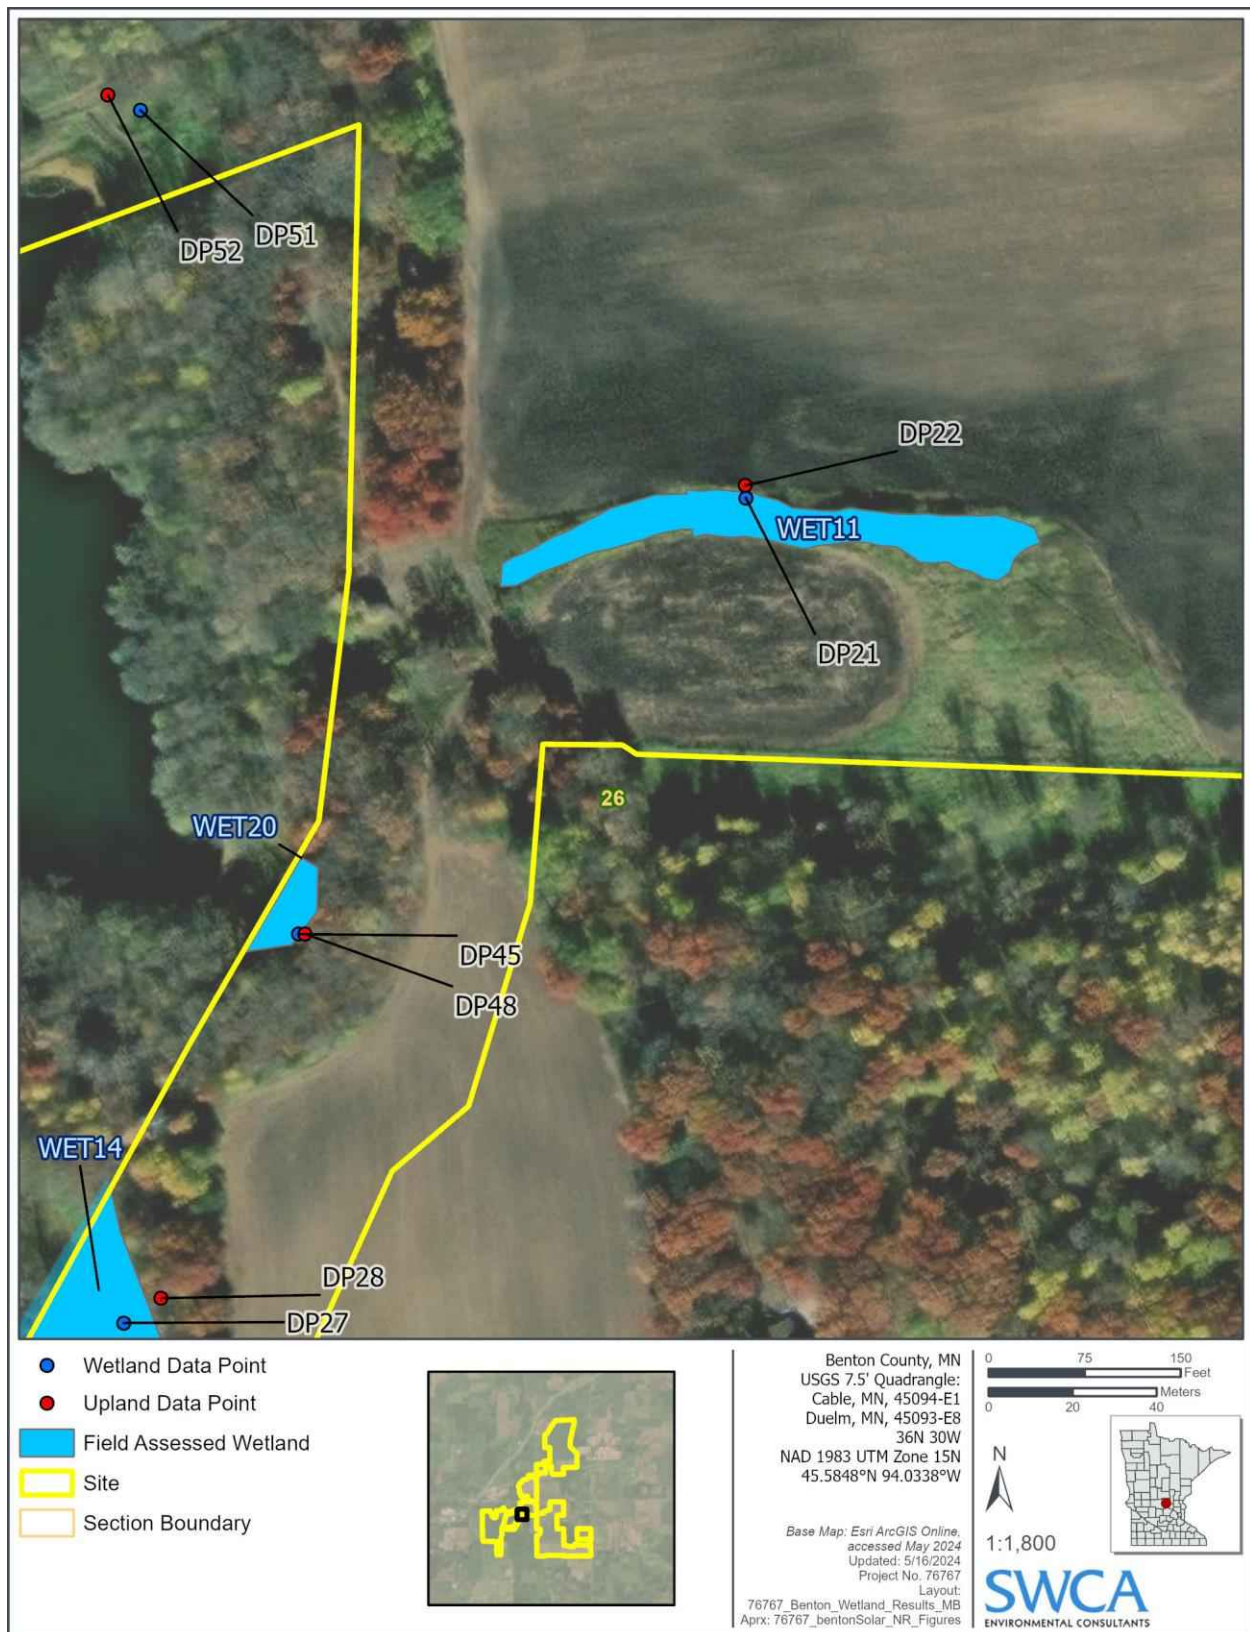 DP52
DP51
DP22
WET11
DP21
26
WET20
DP45
DP48
WET14
DP28
DP27
Wetland Data Point
Upland Data Point
Field Assessed Wetland
Site
Section Boundary
Benton County, MN
USGS 7.5' Quadrangle:
Cable, MN, 45094-E1
Duelm, MN, 45093-E8
36N 30W
NAD 1983 UTM Zone 15N
45.5848°N 94.0338°W
Base Map: Esri ArcGIS Online,
accessed May 2024
Updated: 5/16/2024
Project No. 76767
Layout:
76767_Benton_Wetland_Results_MB
Aprx: 76767_bentonSolar_NR_Figures
0 75 150
Feet
Meters
0 20 40
N
1:1,800
SWCA
ENVIRONMENTAL CONSULTANTS